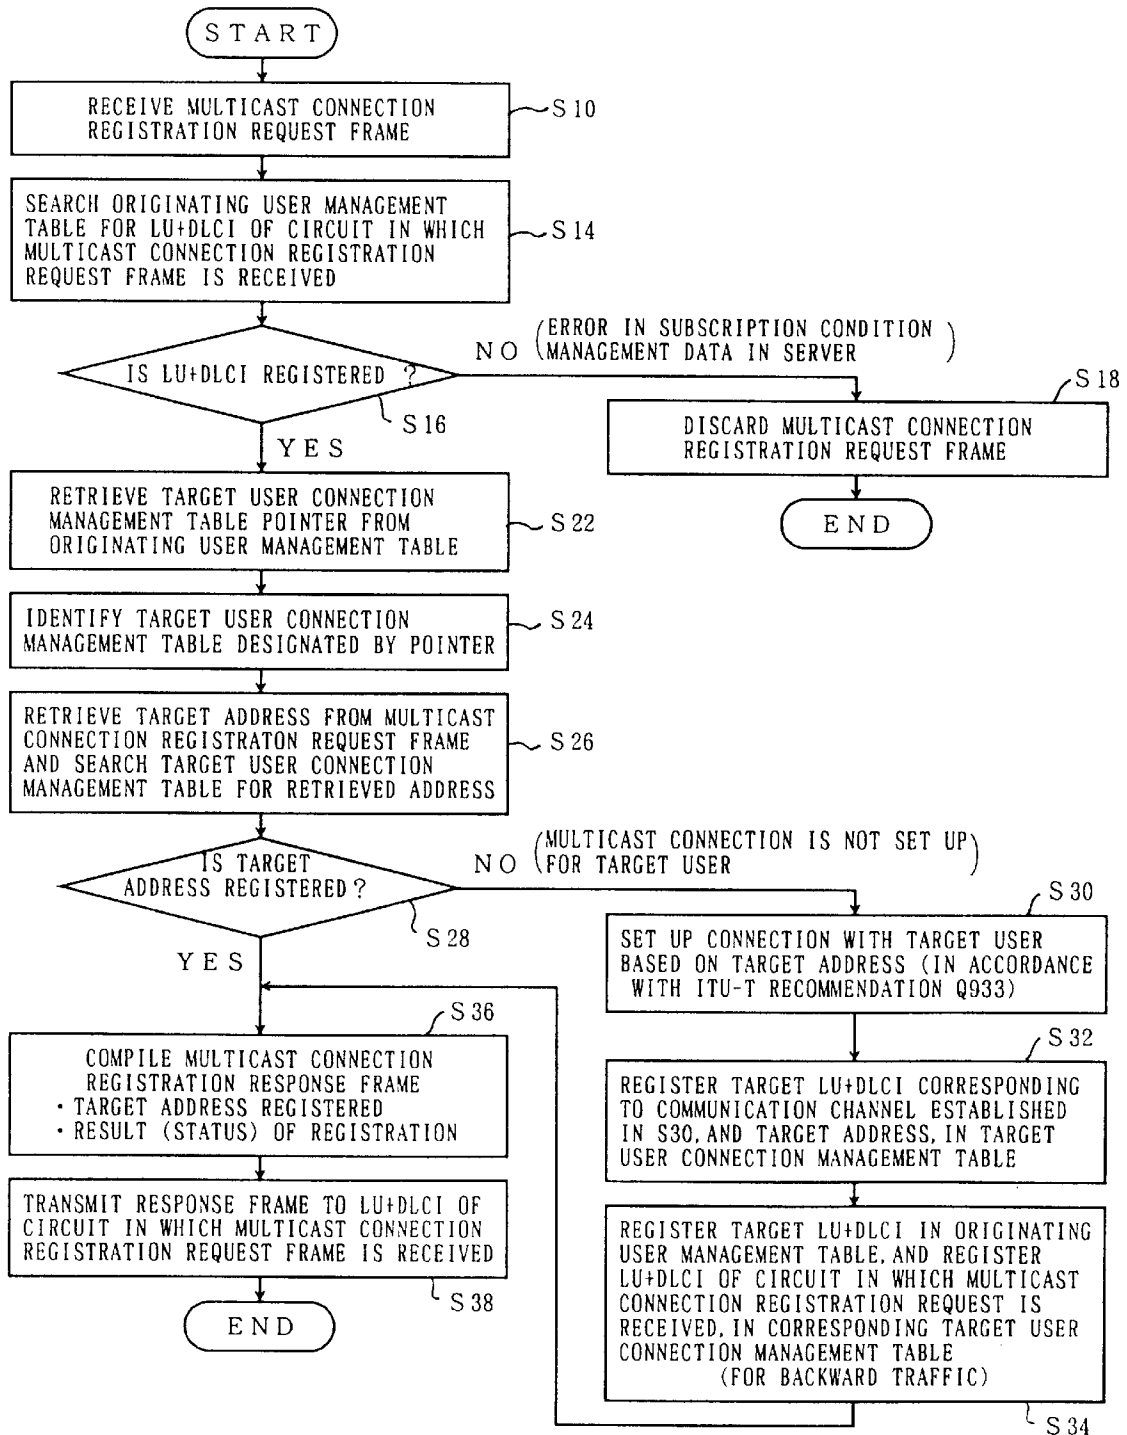 START
RECEIVE MULTICAST CONNECTION
REGISTRATION REQUEST FRAME
S10
SEARCH ORIGINATING USER MANAGEMENT
TABLE FOR LU+DLCI OF CIRCUIT IN WHICH
MULTICAST CONNECTION REGISTRATION
REQUEST FRAME IS RECEIVED
S14
IS LU+DLCI REGISTERED ?
S16
NO (ERROR IN SUBSCRIPTION CONDITION
MANAGEMENT DATA IN SERVER)
S18
DISCARD MULTICAST CONNECTION
REGISTRATION REQUEST FRAME
END
YES
RETRIEVE TARGET USER CONNECTION
MANAGEMENT TABLE POINTER FROM
ORIGINATING USER MANAGEMENT TABLE
S22
IDENTIFY TARGET USER CONNECTION
MANAGEMENT TABLE DESIGNATED BY POINTER
S24
RETRIEVE TARGET ADDRESS FROM MULTICAST
CONNECTION REGISTRATON REQUEST FRAME
AND SEARCH TARGET USER CONNECTION
MANAGEMENT TABLE FOR RETRIEVED ADDRESS
S26
IS TARGET
ADDRESS REGISTERED ?
S28
NO (MULTICAST CONNECTION IS NOT SET UP
FOR TARGET USER)
S30
SET UP CONNECTION WITH TARGET USER
BASED ON TARGET ADDRESS (IN ACCORDANCE
WITH ITU-T RECOMMENDATION Q933)
S32
REGISTER TARGET LU+DLCI CORRESPONDING
TO COMMUNICATION CHANNEL ESTABLISHED
IN S30, AND TARGET ADDRESS, IN TARGET
USER CONNECTION MANAGEMENT TABLE
REGISTER TARGET LU+DLCI IN ORIGINATING
USER MANAGEMENT TABLE, AND REGISTER
LU+DLCI OF CIRCUIT IN WHICH MULTICAST
CONNECTION REGISTRATION REQUEST IS
RECEIVED, IN CORRESPONDING TARGET USER
CONNECTION MANAGEMENT TABLE
(FOR BACKWARD TRAFFIC)
S34
YES
S36
COMPILE MULTICAST CONNECTION
REGISTRATION RESPONSE FRAME
· TARGET ADDRESS REGISTERED
· RESULT (STATUS) OF REGISTRATION
TRANSMIT RESPONSE FRAME TO LU+DLCI OF
CIRCUIT IN WHICH MULTICAST CONNECTION
REGISTRATION REQUEST FRAME IS RECEIVED
S38
END